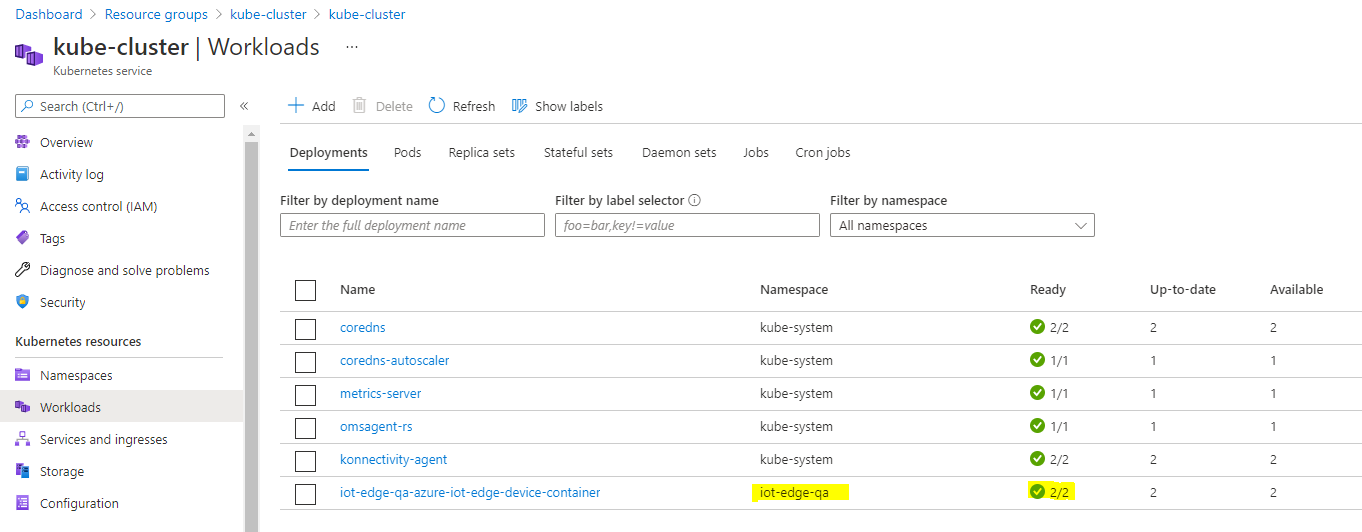 Dashboard > Resource groups > kube-cluster > kube-cluster
kube-cluster | Workloads ...
Kubernetes service
Search (Ctrl+/) «
Overview
Activity log
Access control (IAM)
Tags
Diagnose and solve problems
Security
Kubernetes resources
Namespaces
Workloads
Services and ingresses
Storage
Configuration
+ Add Delete Refresh Show labels
Deployments Pods Replica sets Stateful sets Daemon sets Jobs Cron jobs
Filter by deployment name Filter by label selector Filter by namespace
Enter the full deployment name foo=bar,key!=value All namespaces
Name Namespace Ready Up-to-date Available
coredns kube-system 2/2 2 2
coredns-autoscaler kube-system 1/1 1 1
metrics-server kube-system 1/1 1 1
omsagent-rs kube-system 1/1 1 1
konnectivity-agent kube-system 2/2 2 2
iot-edge-qa-azure-iot-edge-device-container iot-edge-qa 2/2 2 2